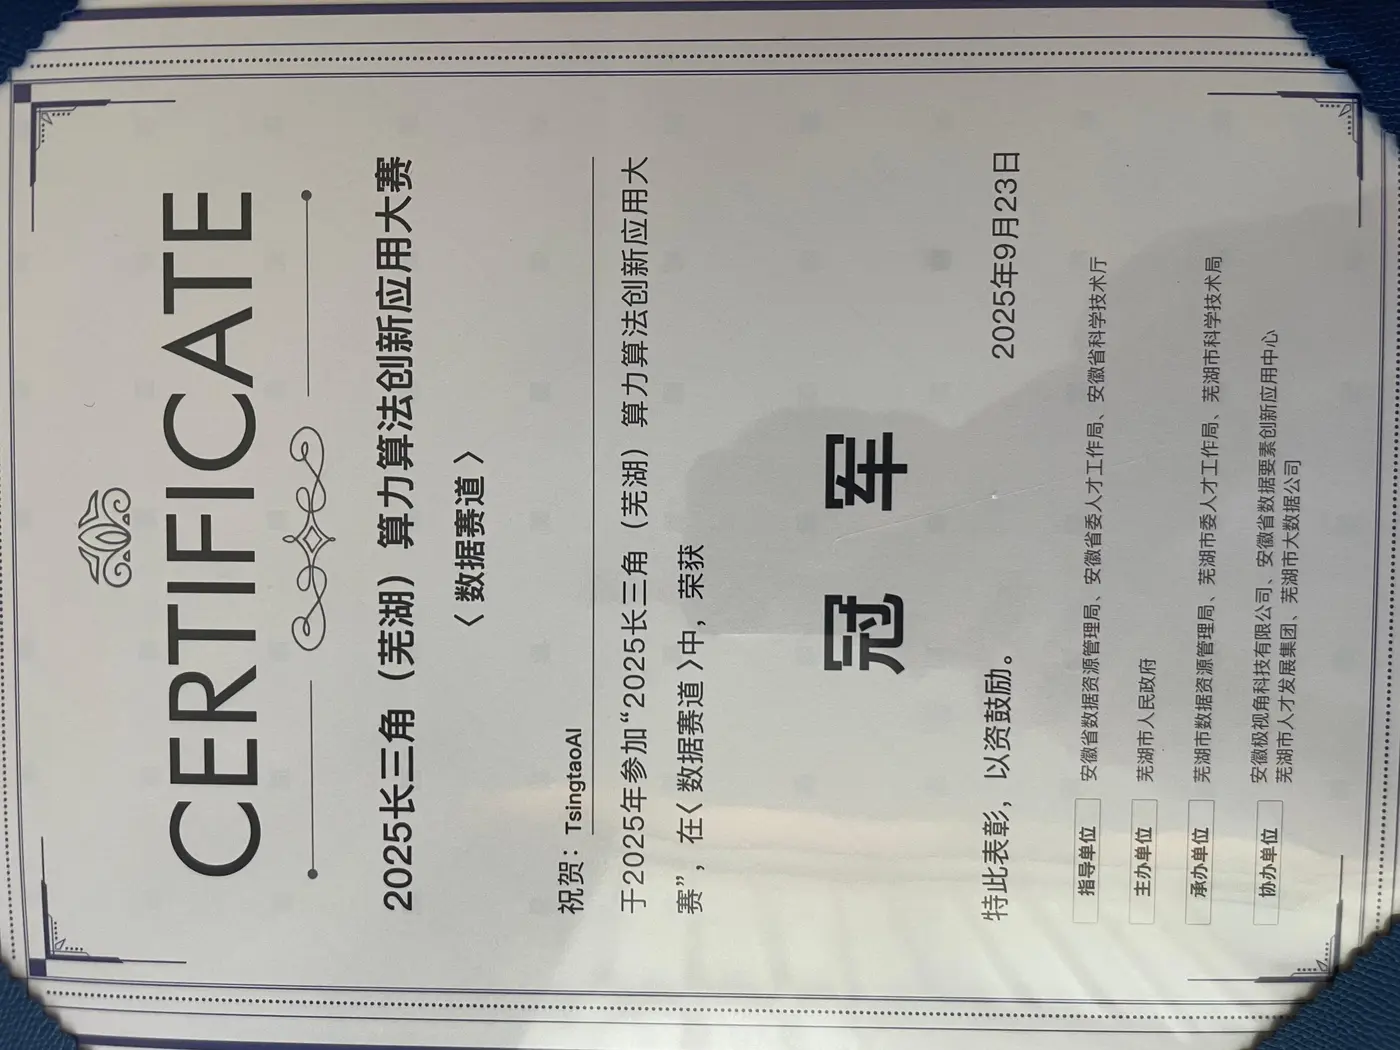 CERTIFICATE
2025长三角（芜湖）算力算法创新应用大赛
〈 数据赛道 〉
祝贺：TsingtaoAI
于2025年参加“2025长三角（芜湖）算力算法创新应用大
赛”，在〈 数据赛道 〉中，荣获
冠 军
特此表彰，以资鼓励。
2025年9月23日
指导单位 安徽省数据资源管理局、安徽省委人才工作局、安徽省科学技术厅
主办单位 芜湖市人民政府
承办单位 芜湖市数据资源管理局、芜湖市委人才工作局、芜湖市科学技术局
协办单位 安徽极视角科技有限公司、安徽省数据要素创新应用中心
芜湖市人才发展集团、芜湖市大数据公司